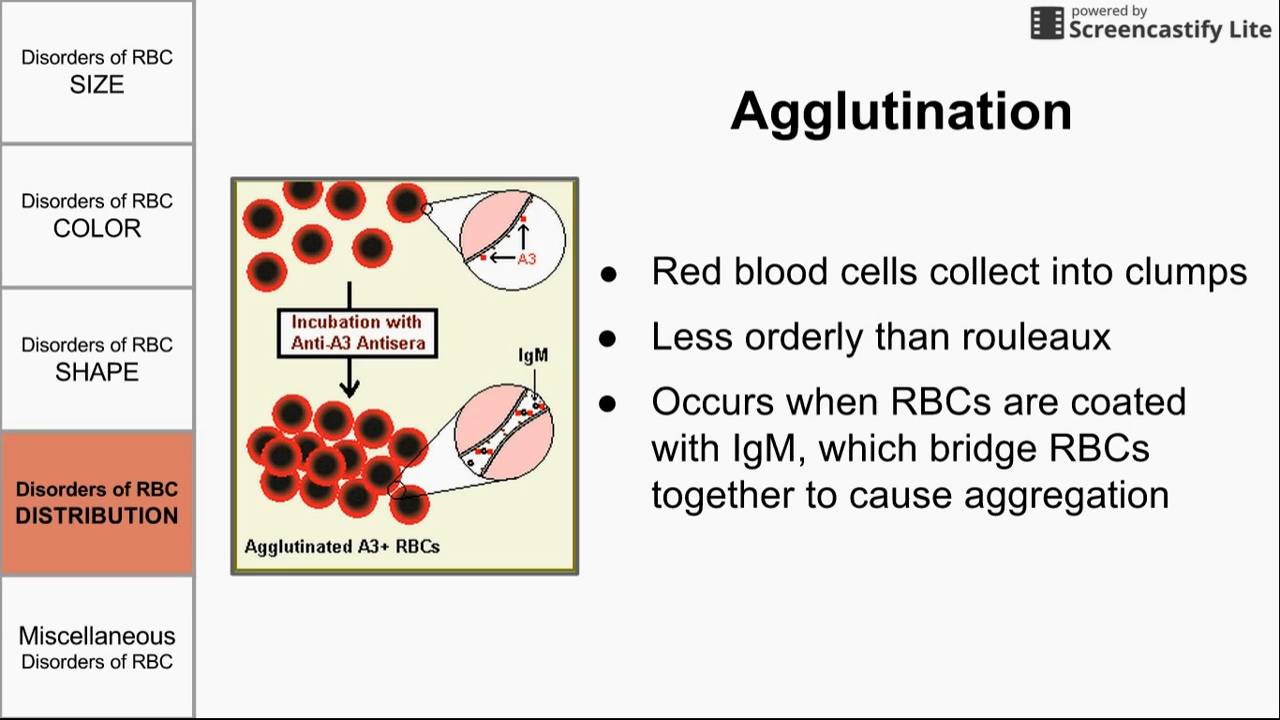 powered by
Screencastify Lite
Disorders of RBC
SIZE
Disorders of RBC
COLOR
Disorders of RBC
SHAPE
Disorders of RBC
DISTRIBUTION
Miscellaneous
Disorders of RBC
Agglutination
A3
Incubation with
Anti-A3 Antisera
IgM
Agglutinated A3+ RBCs
● Red blood cells collect into clumps
● Less orderly than rouleaux
● Occurs when RBCs are coated
with IgM, which bridge RBCs
together to cause aggregation